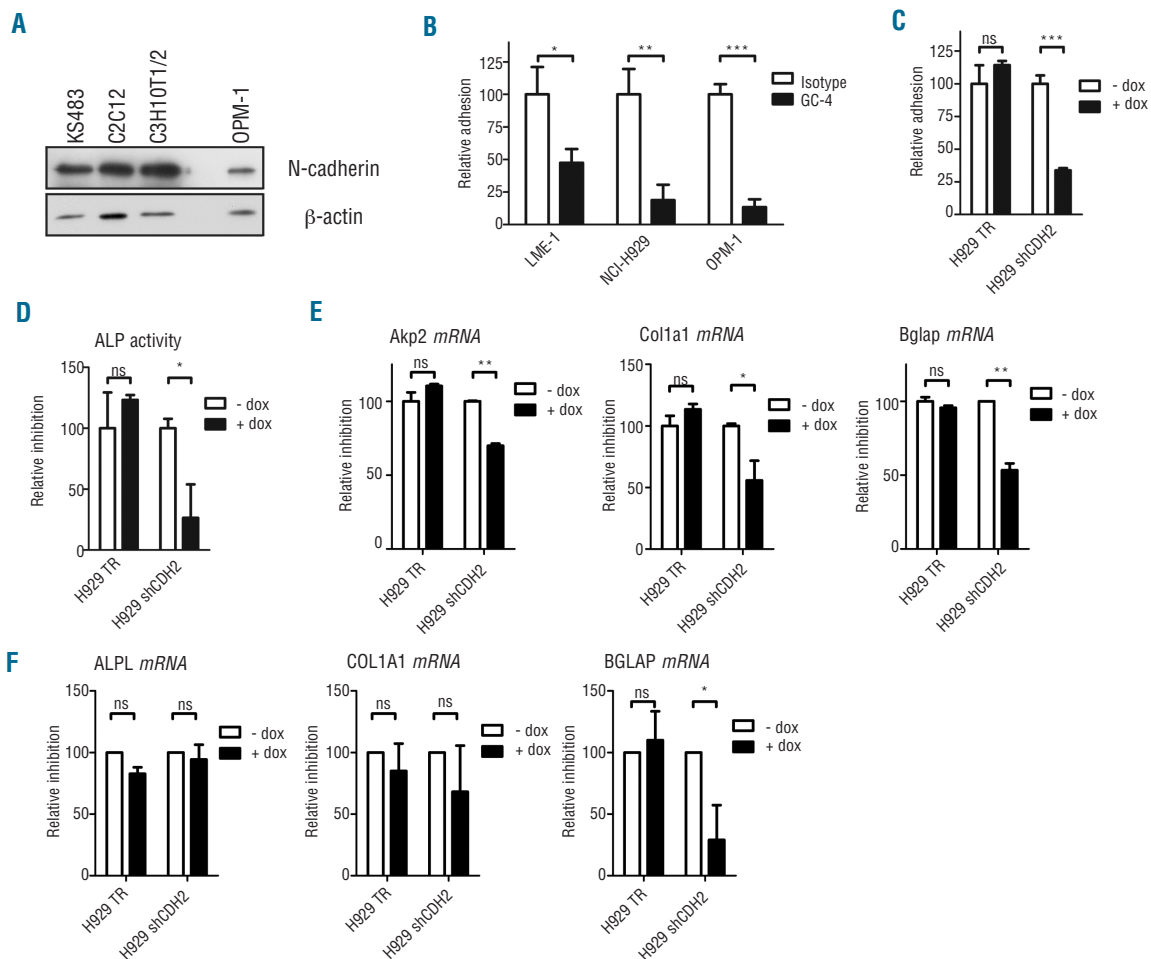 A
KS483
C2C12
C3H10T1/2
OPM-1
N-cadherin
β-actin
B
Relative adhesion
125
100
75
50
25
0
*
**
***
Isotype
GC-4
LME-1
NCI-H929
OPM-1
C
Relative adhesion
125
100
75
50
25
0
ns
***
- dox
+ dox
H929 TR
H929 shCDH2
D
ALP activity
Relative inhibition
150
100
50
0
ns
*
- dox
+ dox
H929 TR
H929 shCDH2
E
Akp2 mRNA
Relative inhibition
100
50
0
ns
**
- dox
+ dox
H929 TR
H929 shCDH2
Col1a1 mRNA
Relative inhibition
150
100
50
0
ns
*
- dox
+ dox
H929 TR
H929 shCDH2
Bglap mRNA
Relative inhibition
100
50
0
ns
**
- dox
+ dox
H929 TR
H929 shCDH2
F
ALPL mRNA
Relative inhibition
150
100
50
0
ns
ns
- dox
+ dox
H929 TR
H929 shCDH2
COL1A1 mRNA
Relative inhibition
150
100
50
0
ns
ns
- dox
+ dox
H929 TR
H929 shCDH2
BGLAP mRNA
Relative inhibition
150
100
50
0
ns
*
- dox
+ dox
H929 TR
H929 shCDH2